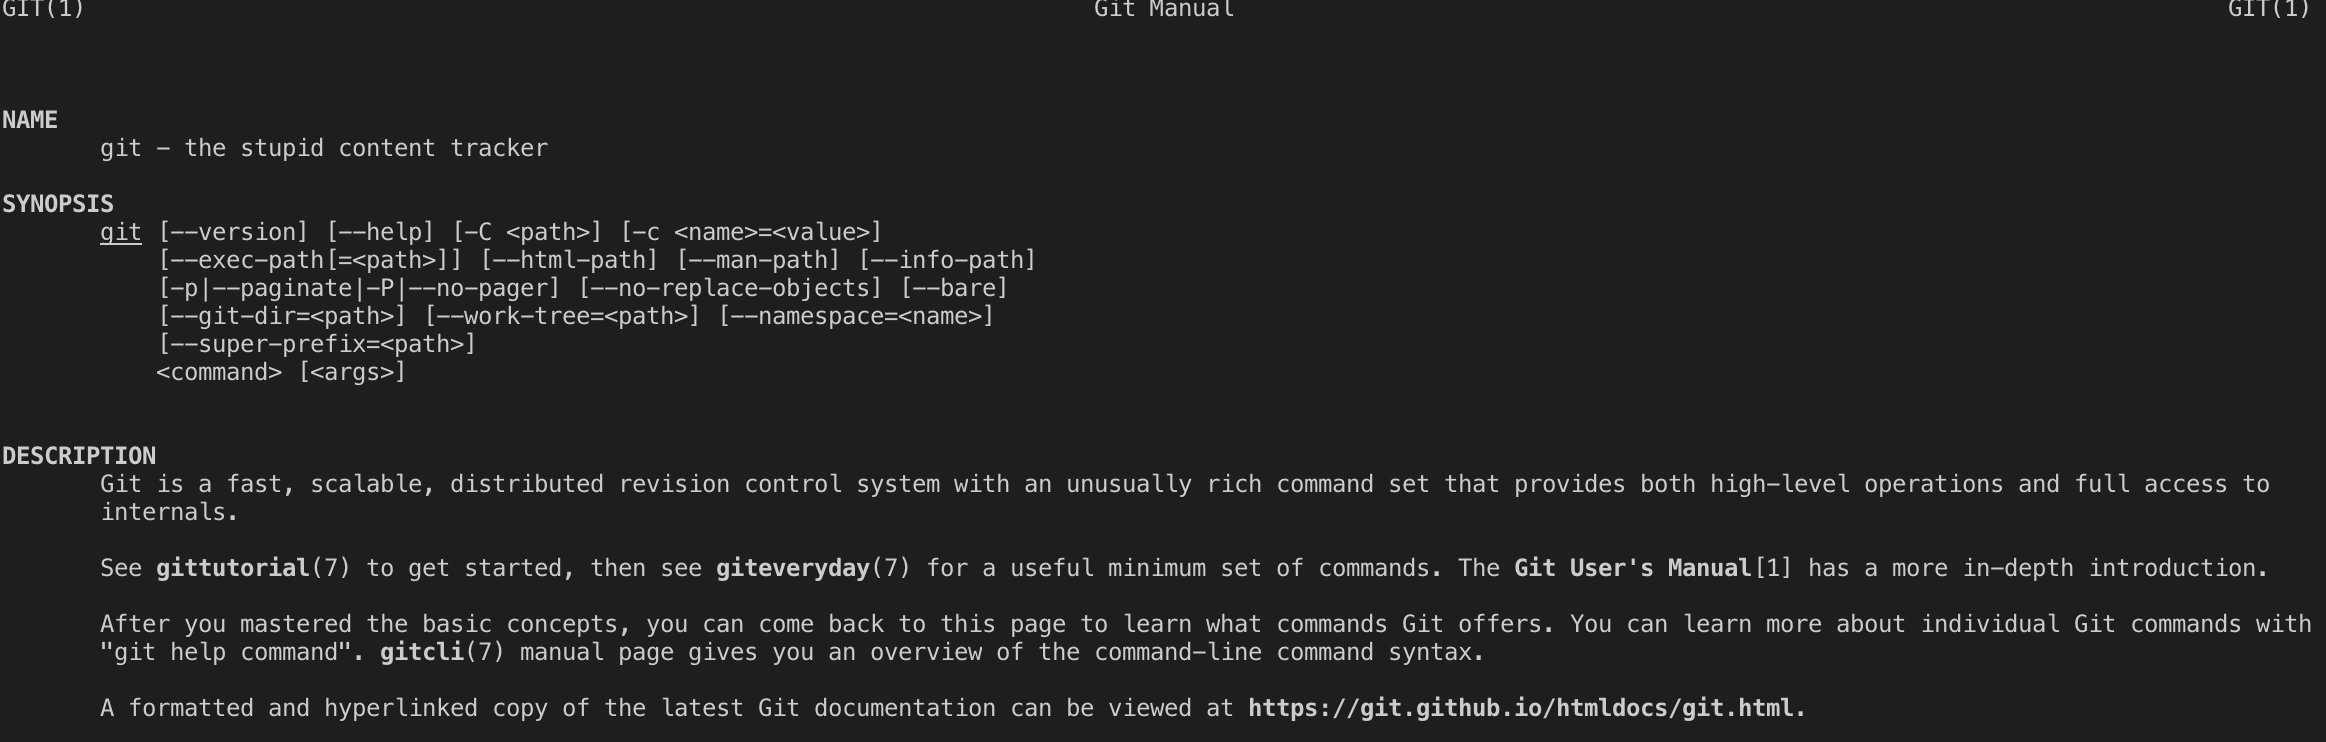 GIT(1) Git Manual GIT(1)
NAME
git - the stupid content tracker
SYNOPSIS
git [--version] [--help] [-C <path>] [-c <name>=<value>]
[--exec-path[=<path>]] [--html-path] [--man-path] [--info-path]
[-p|--paginate|-P|--no-pager] [--no-replace-objects] [--bare]
[--git-dir=<path>] [--work-tree=<path>] [--namespace=<name>]
[--super-prefix=<path>]
<command> [<args>]
DESCRIPTION
Git is a fast, scalable, distributed revision control system with an unusually rich command set that provides both high-level operations and full access to
internals.
See gittutorial(7) to get started, then see giteveryday(7) for a useful minimum set of commands. The Git User's Manual[1] has a more in-depth introduction.
After you mastered the basic concepts, you can come back to this page to learn what commands Git offers. You can learn more about individual Git commands with
"git help command". gitcli(7) manual page gives you an overview of the command-line command syntax.
A formatted and hyperlinked copy of the latest Git documentation can be viewed at https://git.github.io/htmldocs/git.html.